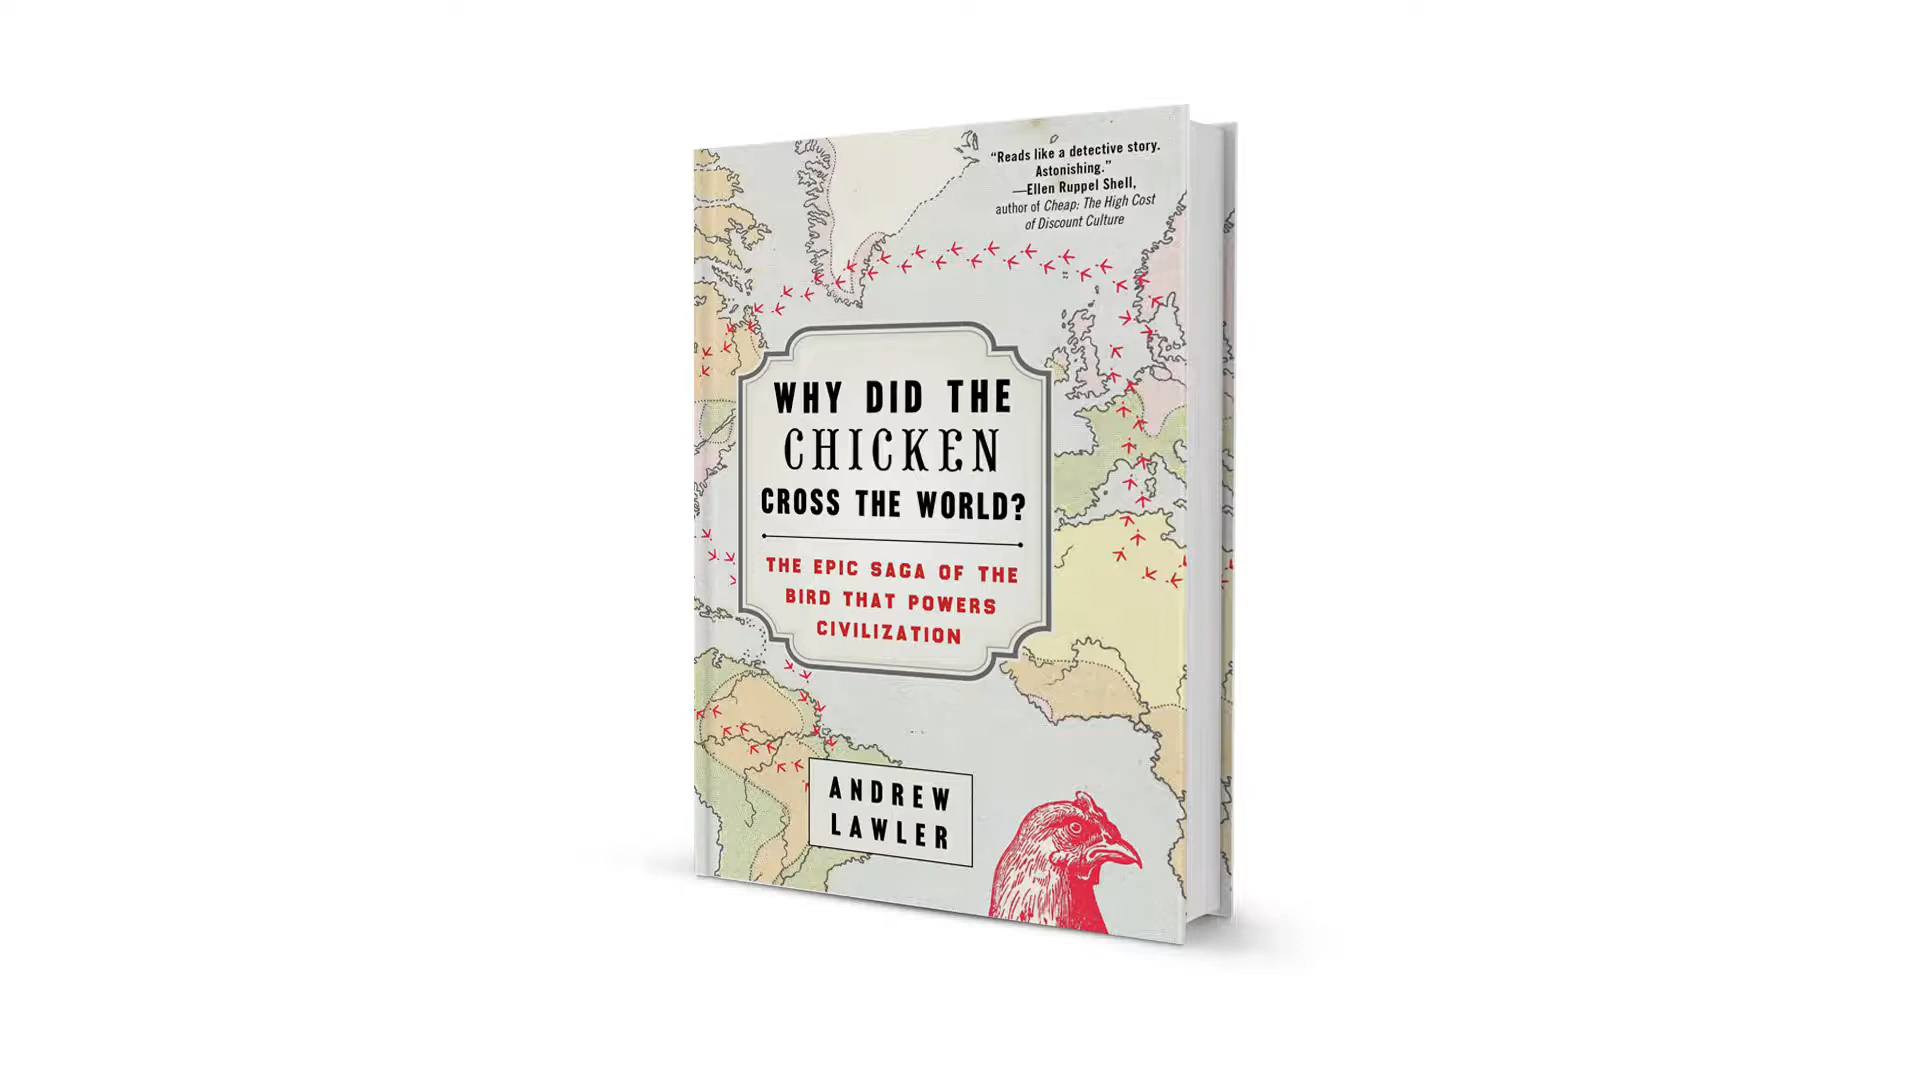 “Reads like a detective story.
Astonishing.”
—Ellen Ruppel Shell,
author of Cheap: The High Cost
of Discount Culture
WHY DID THE
CHICKEN
CROSS THE WORLD?
THE EPIC SAGA OF THE
BIRD THAT POWERS
CIVILIZATION
ANDREW
LAWLER